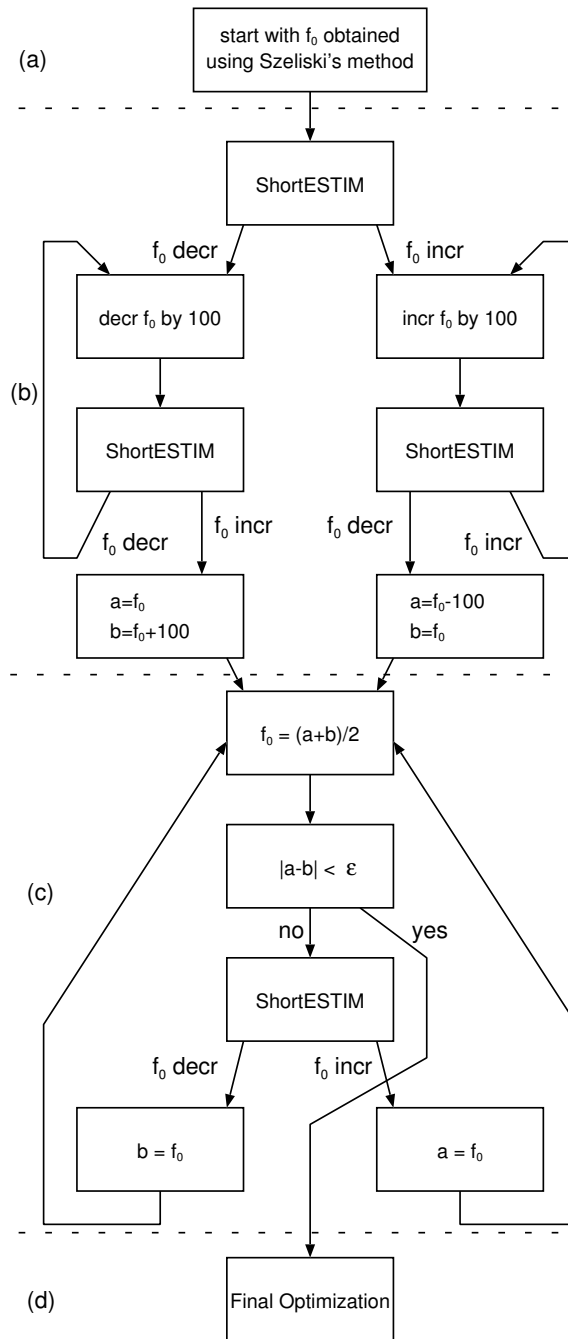 start with f₀ obtained
using Szeliski's method
(a)
ShortESTIM
f₀ decr
f₀ incr
decr f₀ by 100
incr f₀ by 100
(b)
ShortESTIM
ShortESTIM
f₀ decr
f₀ incr
f₀ decr
f₀ incr
a=f₀
b=f₀+100
a=f₀-100
b=f₀
f₀ = (a+b)/2
|a-b| < ε
(c)
no
yes
ShortESTIM
f₀ decr
f₀ incr
b = f₀
a = f₀
(d)
Final Optimization